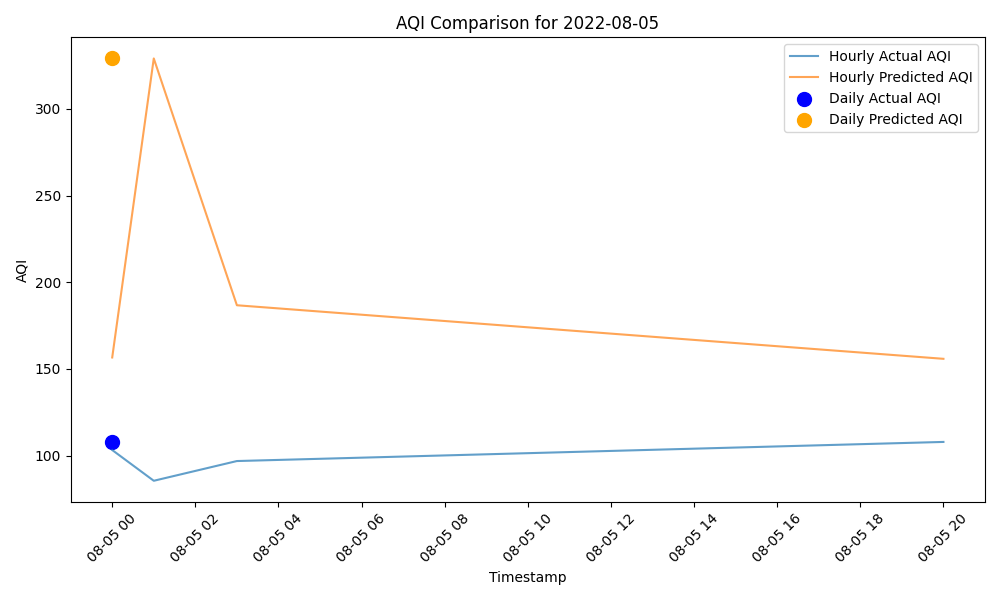 AQI Comparison for 2022-08-05
Hourly Actual AQI
Hourly Predicted AQI
Daily Actual AQI
Daily Predicted AQI
AQI
300
250
200
150
100
08-05 00
08-05 02
08-05 04
08-05 06
08-05 08
08-05 10
08-05 12
08-05 14
08-05 16
08-05 18
08-05 20
Timestamp